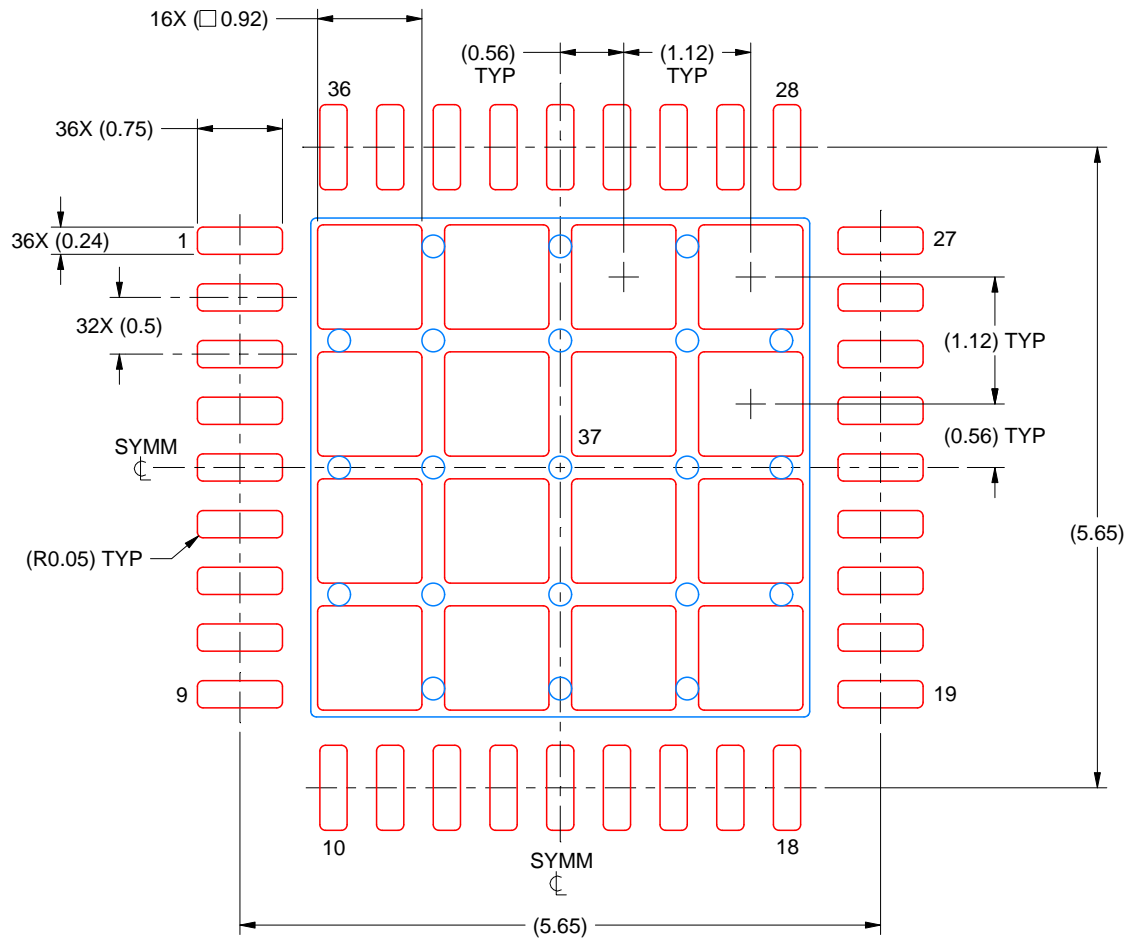 16X (□ 0.92)
(0.56)
TYP
(1.12)
TYP
36
28
36X (0.75)
36X (0.24)
1
27
32X (0.5)
(1.12) TYP
37
(0.56) TYP
SYMM
℄
(5.65)
(R0.05) TYP
9
19
10
18
SYMM
℄
(5.65)